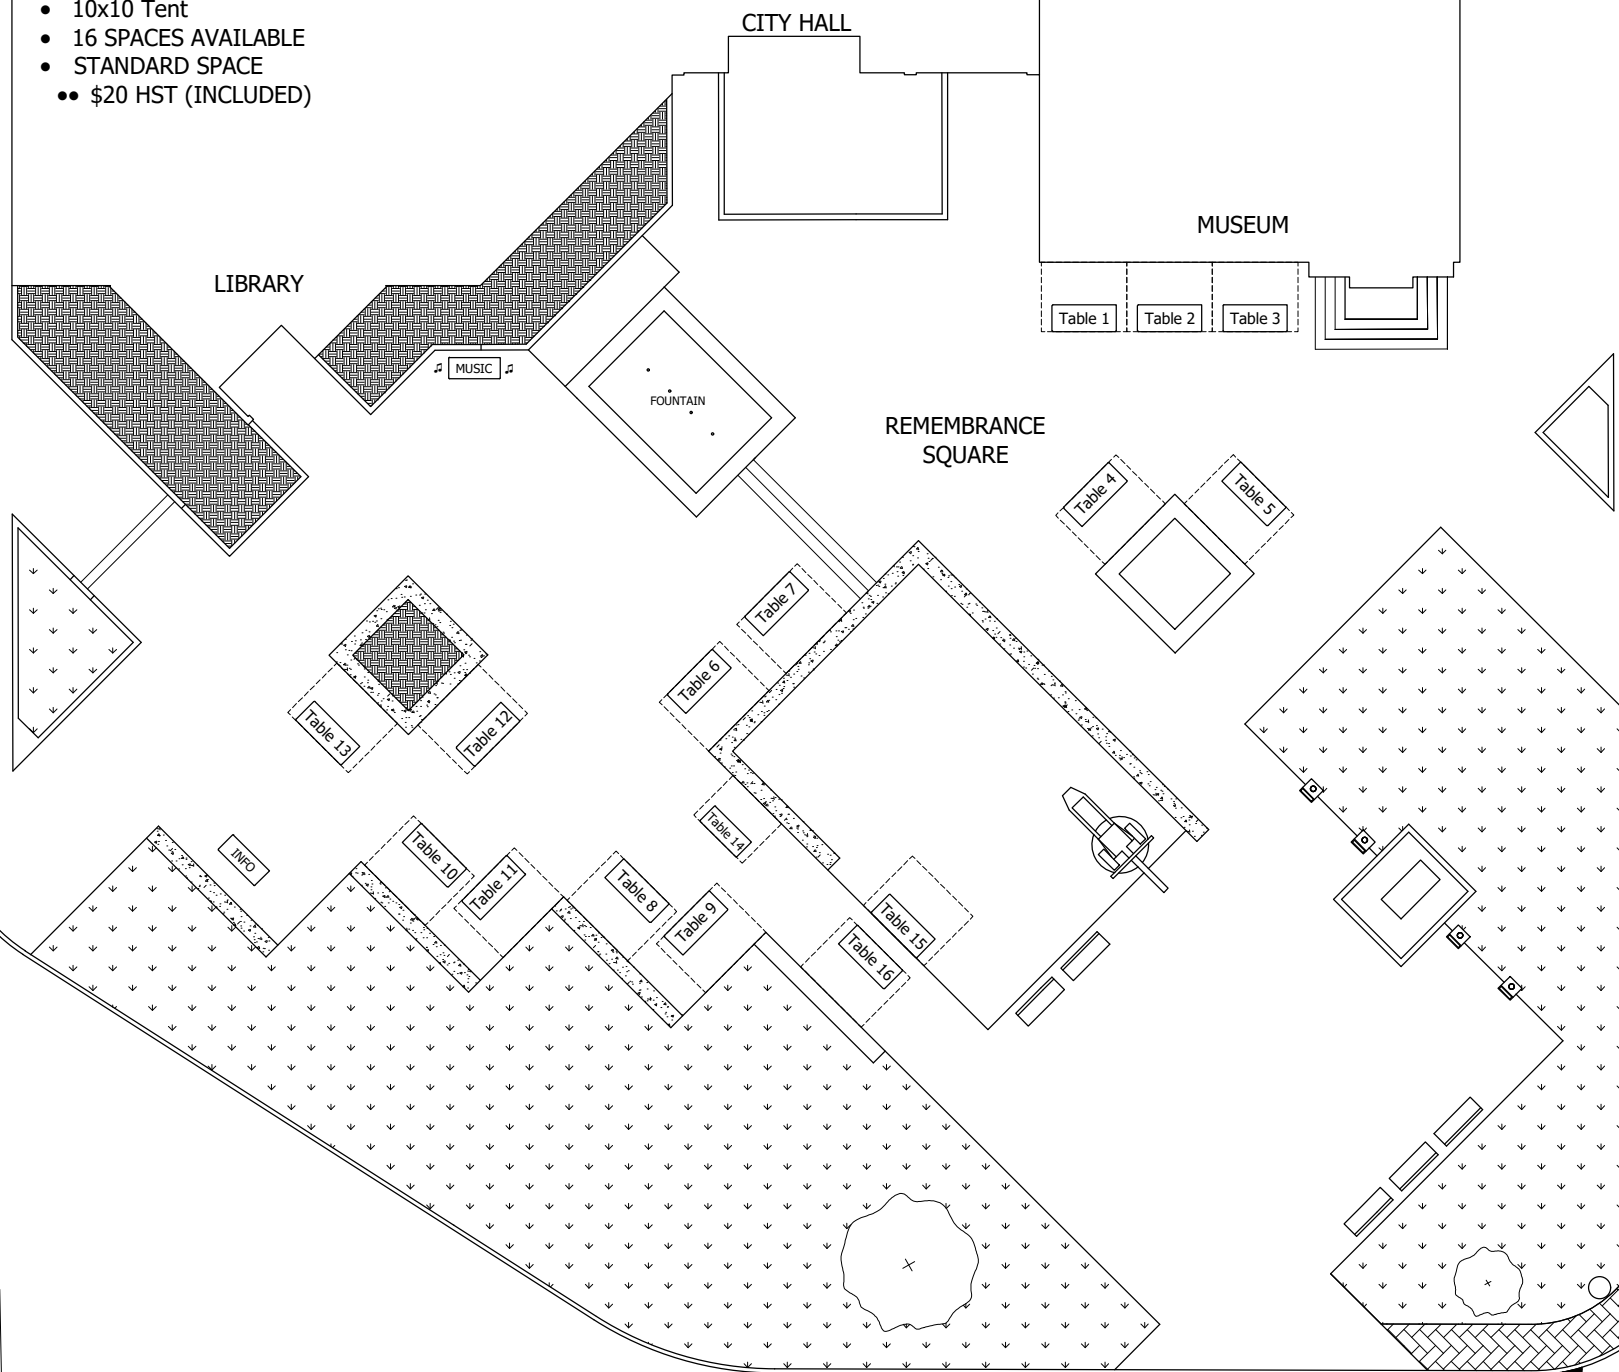 • 10x10 Tent
• 16 SPACES AVAILABLE
• STANDARD SPACE
•• $20 HST (INCLUDED)
CITY HALL
MUSEUM
LIBRARY
Table 1
Table 2
Table 3
♫ MUSIC ♫
FOUNTAIN
REMEMBRANCE
SQUARE
Table 4
Table 5
Table 7
Table 6
Table 13
Table 12
Table 14
INFO
Table 10
Table 11
Table 8
Table 9
Table 15
Table 16